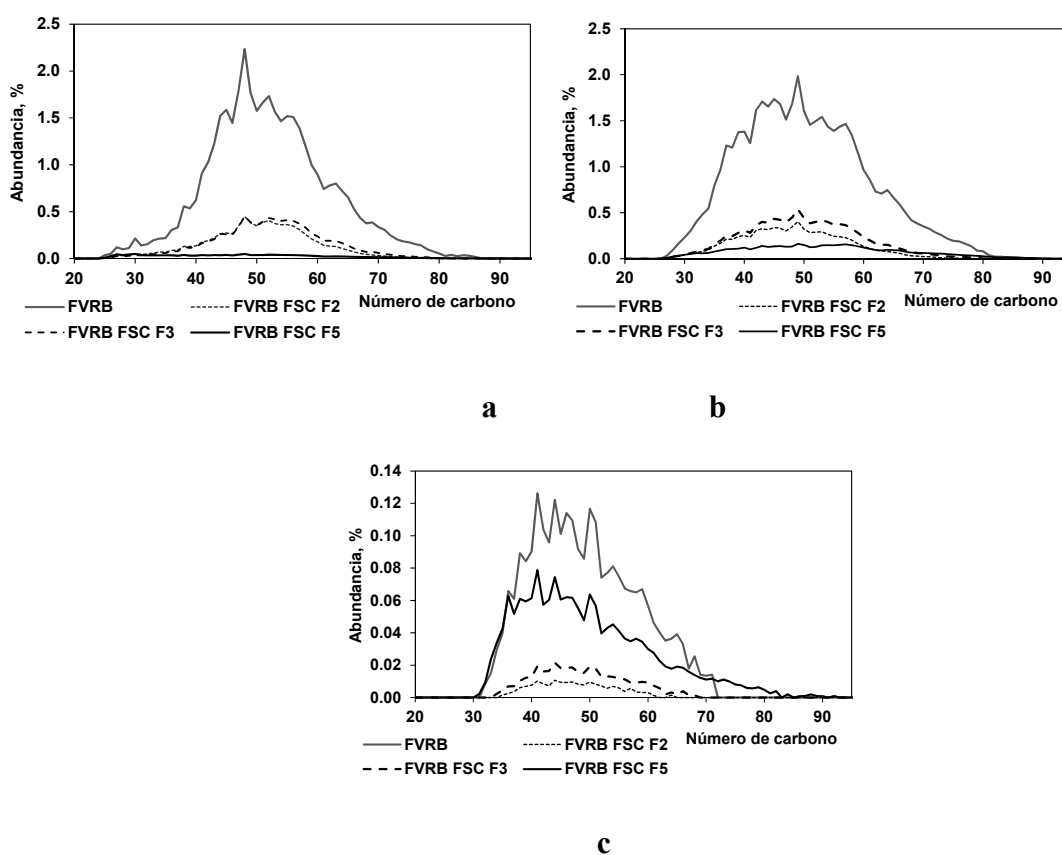 Abundancia, %
2.5
2.0
1.5
1.0
0.5
0.0
20 30 40 50 60 70 80 90
Número de carbono
FVRB FVRB FSC F2
FVRB FSC F3 FVRB FSC F5
a
Abundancia, %
2.5
2.0
1.5
1.0
0.5
0.0
20 30 40 50 60 70 80 90
Número de carbono
FVRB FVRB FSC F2
FVRB FSC F3 FVRB FSC F5
b
Abundancia, %
0.14
0.12
0.10
0.08
0.06
0.04
0.02
0.00
20 30 40 50 60 70 80 90
Número de carbono
FVRB FVRB FSC F2
FVRB FSC F3 FVRB FSC F5
c